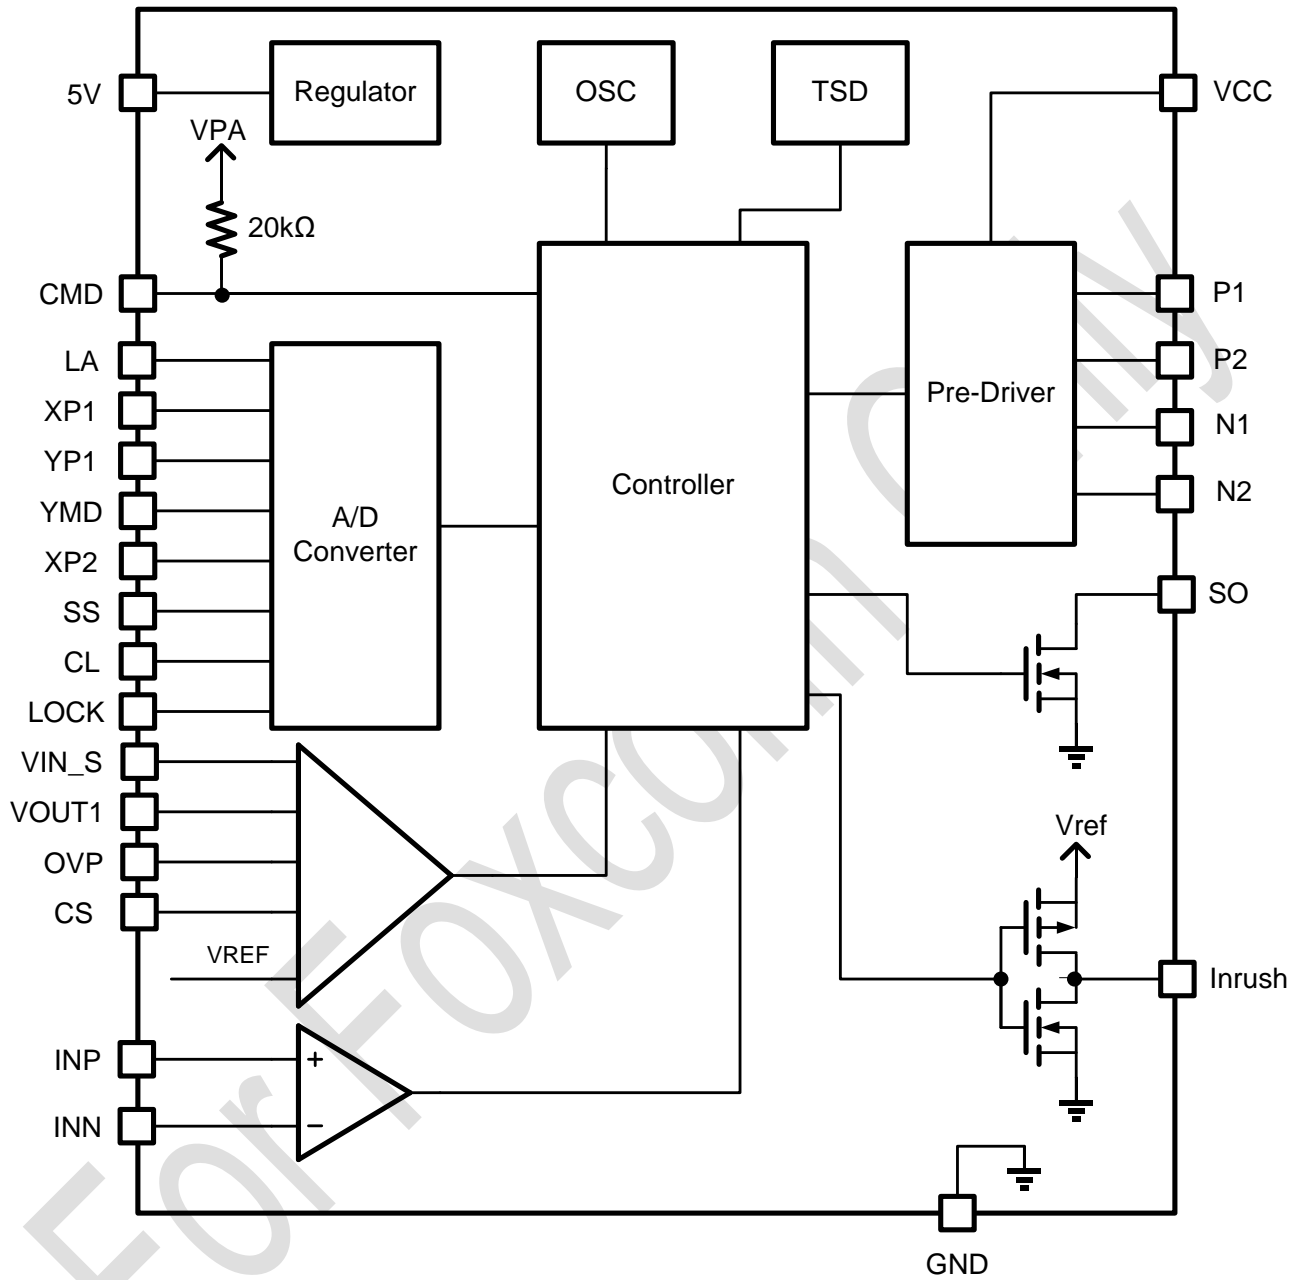 5V
Regulator
OSC
TSD
VCC
VPA
20kΩ
CMD
P1
LA
P2
XP1
Pre-Driver
N1
YP1
Controller
N2
YMD
A/D
Converter
XP2
SO
SS
CL
LOCK
VIN_S
VOUT1
Vref
OVP
CS
VREF
Inrush
INP
+
INN
−
GND
For Foxconn Only